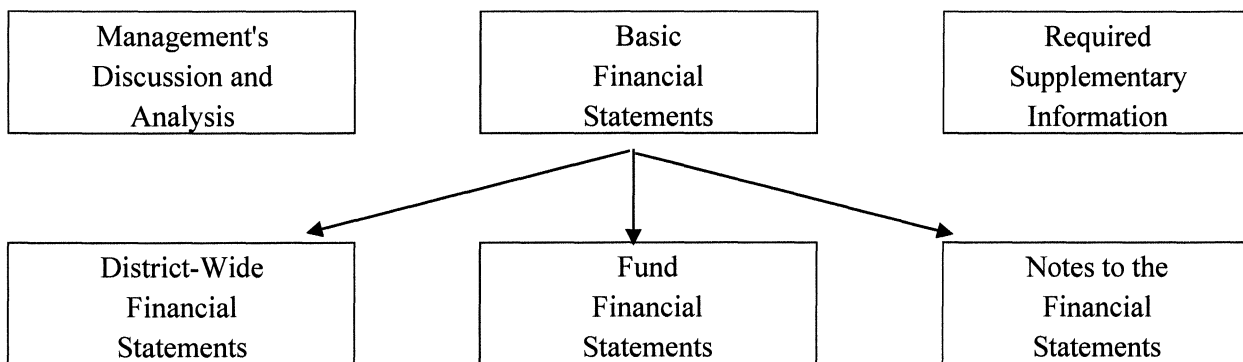 Management's
Discussion and
Analysis
Basic
Financial
Statements
Required
Supplementary
Information
District-Wide
Financial
Statements
Fund
Financial
Statements
Notes to the
Financial
Statements